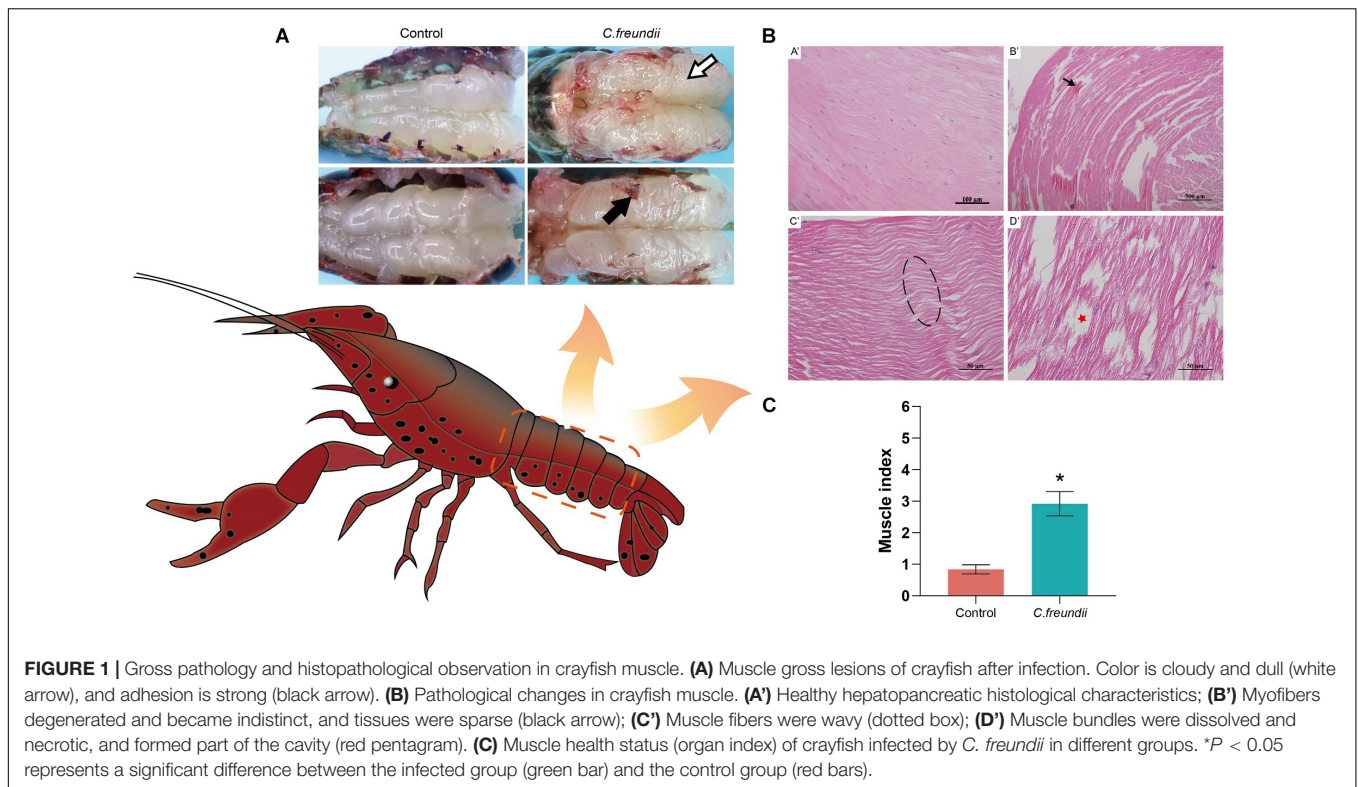 A
Control
C.freundii
B
A'
B'
100 μm
500 μm
C'
D'
50 μm
50 μm
C
6
5
4
3
2
1
0
Muscle index
*
Control
C.freundii
FIGURE 1 | Gross pathology and histopathological observation in crayfish muscle. (A) Muscle gross lesions of crayfish after infection. Color is cloudy and dull (white
arrow), and adhesion is strong (black arrow). (B) Pathological changes in crayfish muscle. (A') Healthy hepatopancreatic histological characteristics; (B') Myofibers
degenerated and became indistinct, and tissues were sparse (black arrow); (C') Muscle fibers were wavy (dotted box); (D') Muscle bundles were dissolved and
necrotic, and formed part of the cavity (red pentagram). (C) Muscle health status (organ index) of crayfish infected by C. freundii in different groups. *P < 0.05
represents a significant difference between the infected group (green bar) and the control group (red bars).